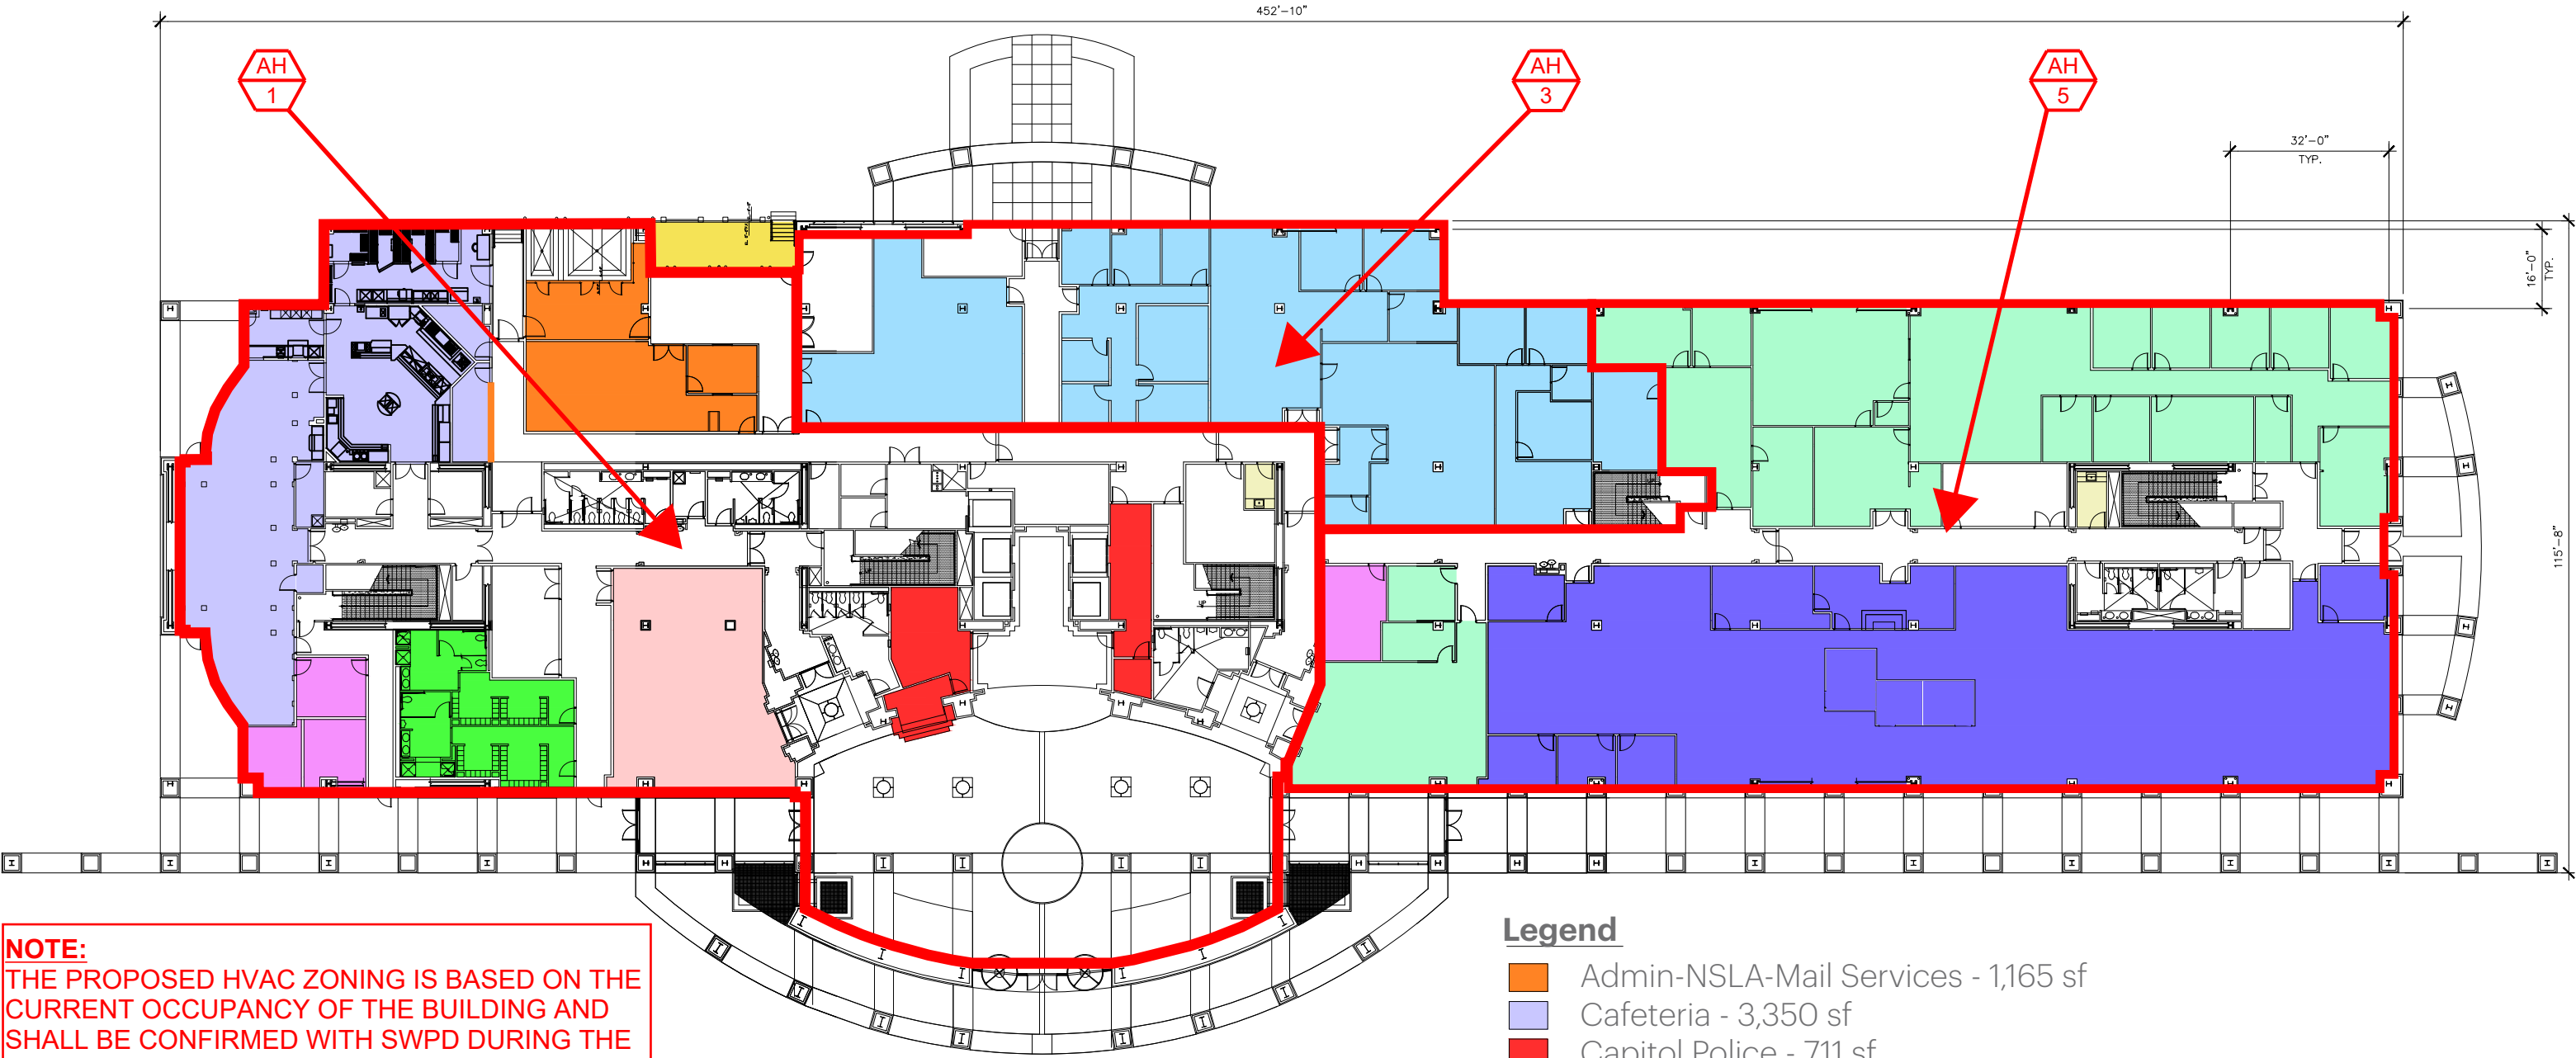 452'-10"
AH
1
AH
3
AH
5
32'-0"
TYP.
16'-0"
TYP.
115'-8"
NOTE:
THE PROPOSED HVAC ZONING IS BASED ON THE
CURRENT OCCUPANCY OF THE BUILDING AND
SHALL BE CONFIRMED WITH SWPD DURING THE
Legend
Admin-NSLA-Mail Services - 1,165 sf
Cafeteria - 3,350 sf
Capitol Police - 711 sf